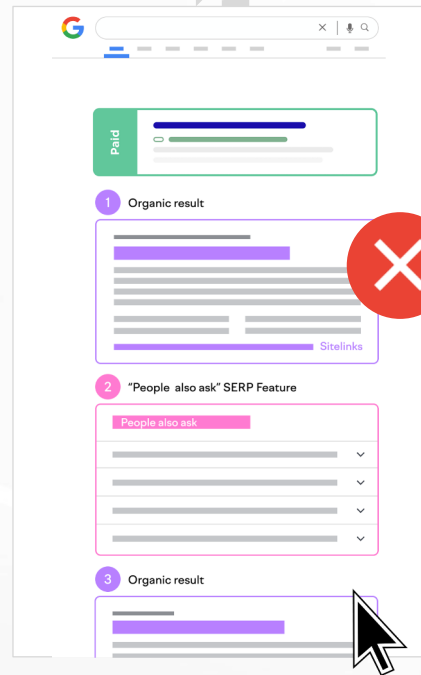 Paid
1 Organic result
Sitelinks
2 "People also ask" SERP Feature
People also ask
3 Organic result